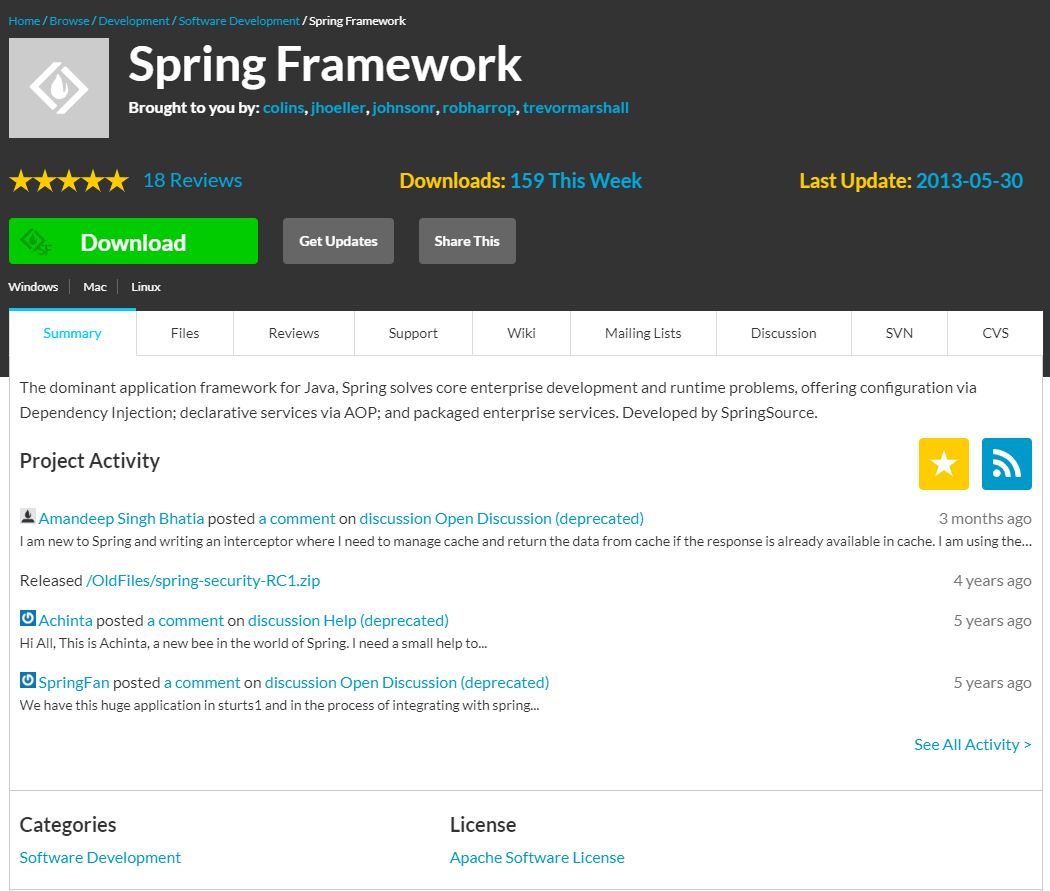 Home / Browse / Development / Software Development / Spring Framework
Spring Framework
Brought to you by: colins, jhoeller, johnsonr, robharrop, trevormarshall
18 Reviews
Downloads: 159 This Week
Last Update: 2013-05-30
SF
Download
Get Updates
Share This
Windows
Mac
Linux
Summary
Files
Reviews
Support
Wiki
Mailing Lists
Discussion
SVN
CVS
The dominant application framework for Java, Spring solves core enterprise development and runtime problems, offering configuration via
Dependency Injection; declarative services via AOP; and packaged enterprise services. Developed by SpringSource.
Project Activity
Amandeep Singh Bhatia posted a comment on discussion Open Discussion (deprecated)
3 months ago
I am new to Spring and writing an interceptor where I need to manage cache and return the data from cache if the response is already available in cache. I am using the...
Released /OldFiles/spring-security-RC1.zip
4 years ago
Achinta posted a comment on discussion Help (deprecated)
5 years ago
Hi All, This is Achinta, a new bee in the world of Spring. I need a small help to...
SpringFan posted a comment on discussion Open Discussion (deprecated)
5 years ago
We have this huge application in sturts1 and in the process of integrating with spring...
See All Activity >
Categories
License
Software Development
Apache Software License